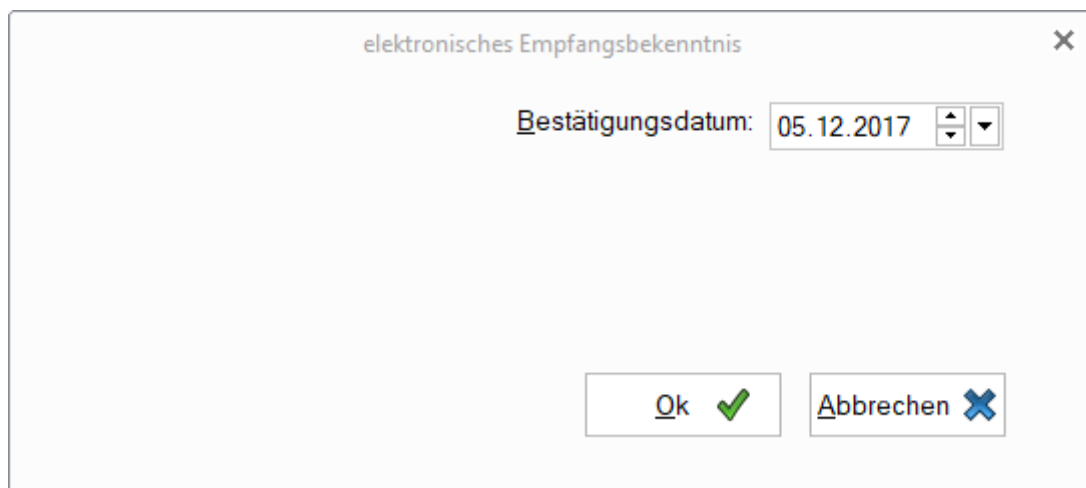 elektronisches Empfangsbekenntnis
Bestätigungsdatum: 05.12.2017
Ok Abbrechen